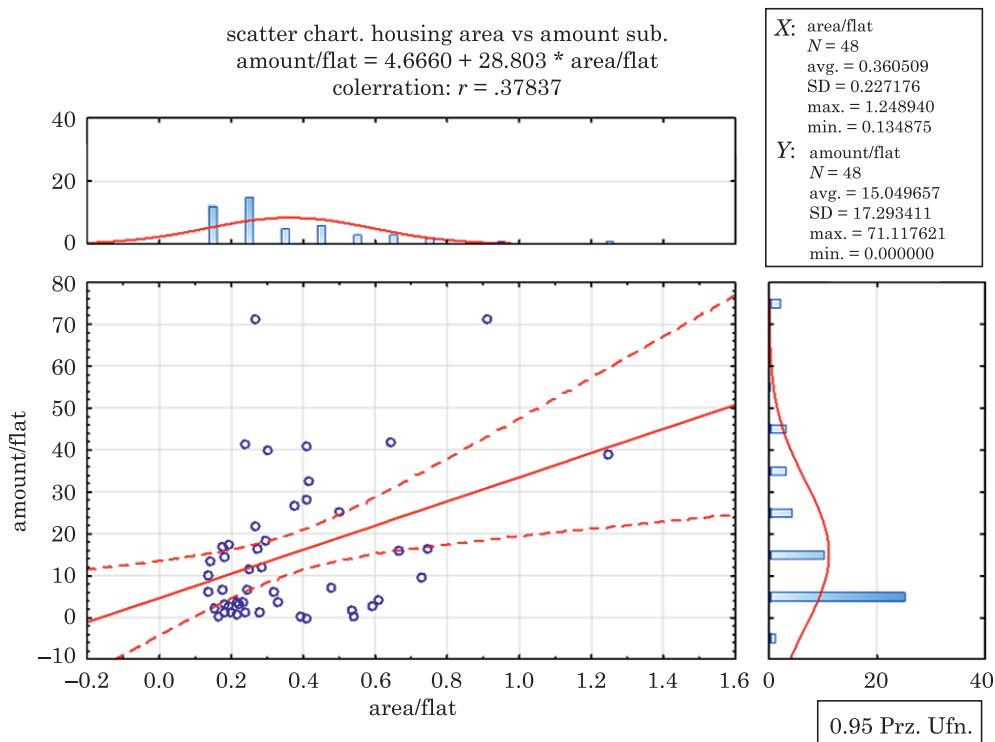 scatter chart. housing area vs amount sub.
amount/flat = 4.6660 + 28.803 * area/flat
colerration: r = .37837
X: area/flat
N = 48
avg. = 0.360509
SD = 0.227176
max. = 1.248940
min. = 0.134875
Y: amount/flat
N = 48
avg. = 15.049657
SD = 17.293411
max. = 71.117621
min. = 0.000000
40
20
0
80
70
60
50
40
30
20
10
0
−10
amount/flat
−0.2 0.0 0.2 0.4 0.6 0.8 1.0 1.2 1.4 1.6
area/flat
0 20 40
0.95 Prz. Ufn.